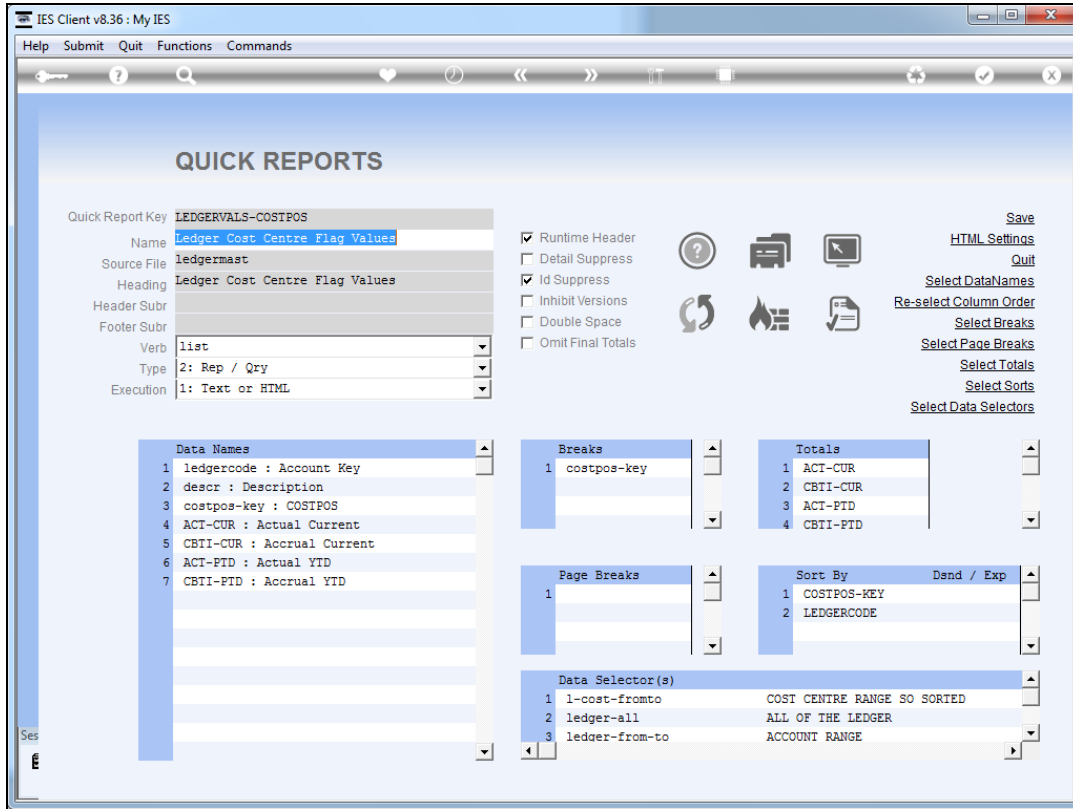 IES Client v8.36 : My IES
Help Submit Quit Functions Commands
QUICK REPORTS
Quick Report Key LEDGERVALS-COSTPOS
Name Ledger Cost Centre Flag Values
Source File ledgermast
Heading Ledger Cost Centre Flag Values
Header Subr
Footer Subr
Verb list
Type 2: Rep / Qry
Execution 1: Text or HTML
Runtime Header
Detail Suppress
Id Suppress
Inhibit Versions
Double Space
Omit Final Totals
Save
HTML Settings
Quit
Select DataNames
Re-select Column Order
Select Breaks
Select Page Breaks
Select Totals
Select Sorts
Select Data Selectors
Data Names
1 ledgercode : Account Key
2 descr : Description
3 costpos-key : COSTPOS
4 ACT-CUR : Actual Current
5 CBTI-CUR : Accrual Current
6 ACT-PTD : Actual YTD
7 CBTI-PTD : Accrual YTD
Breaks
1 costpos-key
Totals
1 ACT-CUR
2 CBTI-CUR
3 ACT-PTD
4 CBTI-PTD
Page Breaks
1
Sort By Dsnd / Exp
1 COSTPOS-KEY
2 LEDGERCODE
Data Selector(s)
1 l-cost-fromto COST CENTRE RANGE SO SORTED
2 ledger-all ALL OF THE LEDGER
3 ledger-from-to ACCOUNT RANGE
Ses